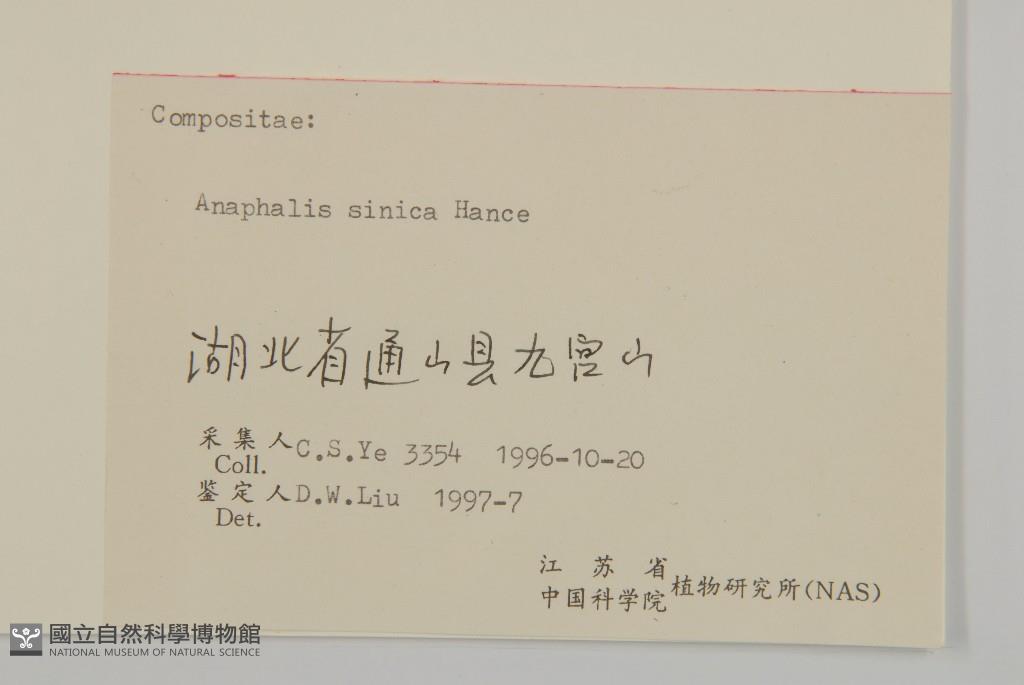 Compositae:
Anaphalis sinica Hance
湖北省通山县九宫山
采集人 C.S.Ye 3354 1996-10-20
Coll.
鉴定人 D.W.Liu 1997-7
Det.
江苏省
中国科学院
植物研究所(NAS)
國立自然科學博物館
NATIONAL MUSEUM OF NATURAL SCIENCE